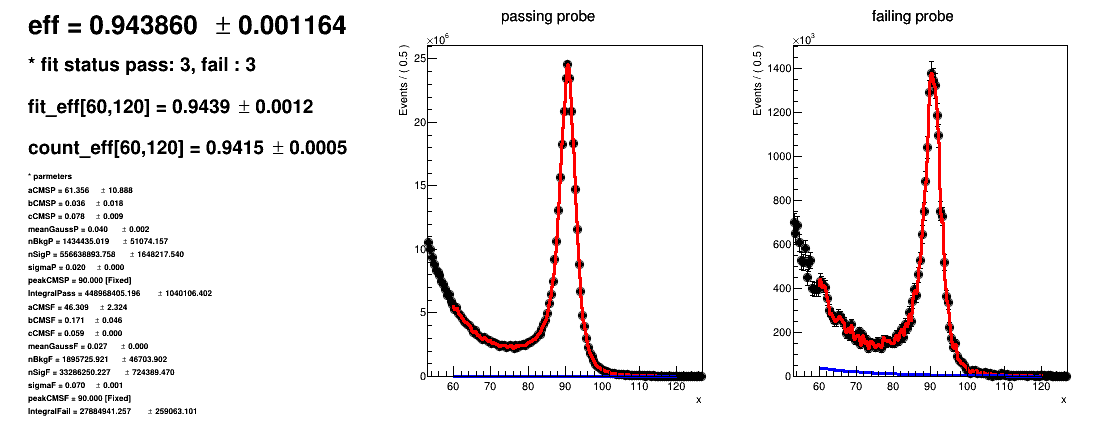 eff = 0.943860 ± 0.001164
* fit status pass: 3, fail : 3
fit_eff[60,120] = 0.9439 ± 0.0012
count_eff[60,120] = 0.9415 ± 0.0005
* parmeters
aCMSP = 61.356 ± 10.888
bCMSP = 0.036 ± 0.018
cCMSP = 0.078 ± 0.009
meanGaussP = 0.040 ± 0.002
nBkgP = 1434435.019 ± 51074.157
nSigP = 556638893.758 ± 1648217.540
sigmaP = 0.020 ± 0.000
peakCMSP = 90.000 [Fixed]
IntegralPass = 448968405.196 ± 1040106.402
aCMSF = 46.309 ± 2.324
bCMSF = 0.171 ± 0.046
cCMSF = 0.059 ± 0.000
meanGaussF = 0.027 ± 0.000
nBkgF = 1895725.921 ± 46703.902
nSigF = 33286250.227 ± 724389.470
sigmaF = 0.070 ± 0.001
peakCMSF = 90.000 [Fixed]
IntegralFail = 27884941.257 ± 259063.101
passing probe
×10⁶
Events / ( 0.5 )
25
20
15
10
5
0
60 70 80 90 100 110 120
x
failing probe
×10³
Events / ( 0.5 )
1400
1200
1000
800
600
400
200
0
60 70 80 90 100 110 120
x